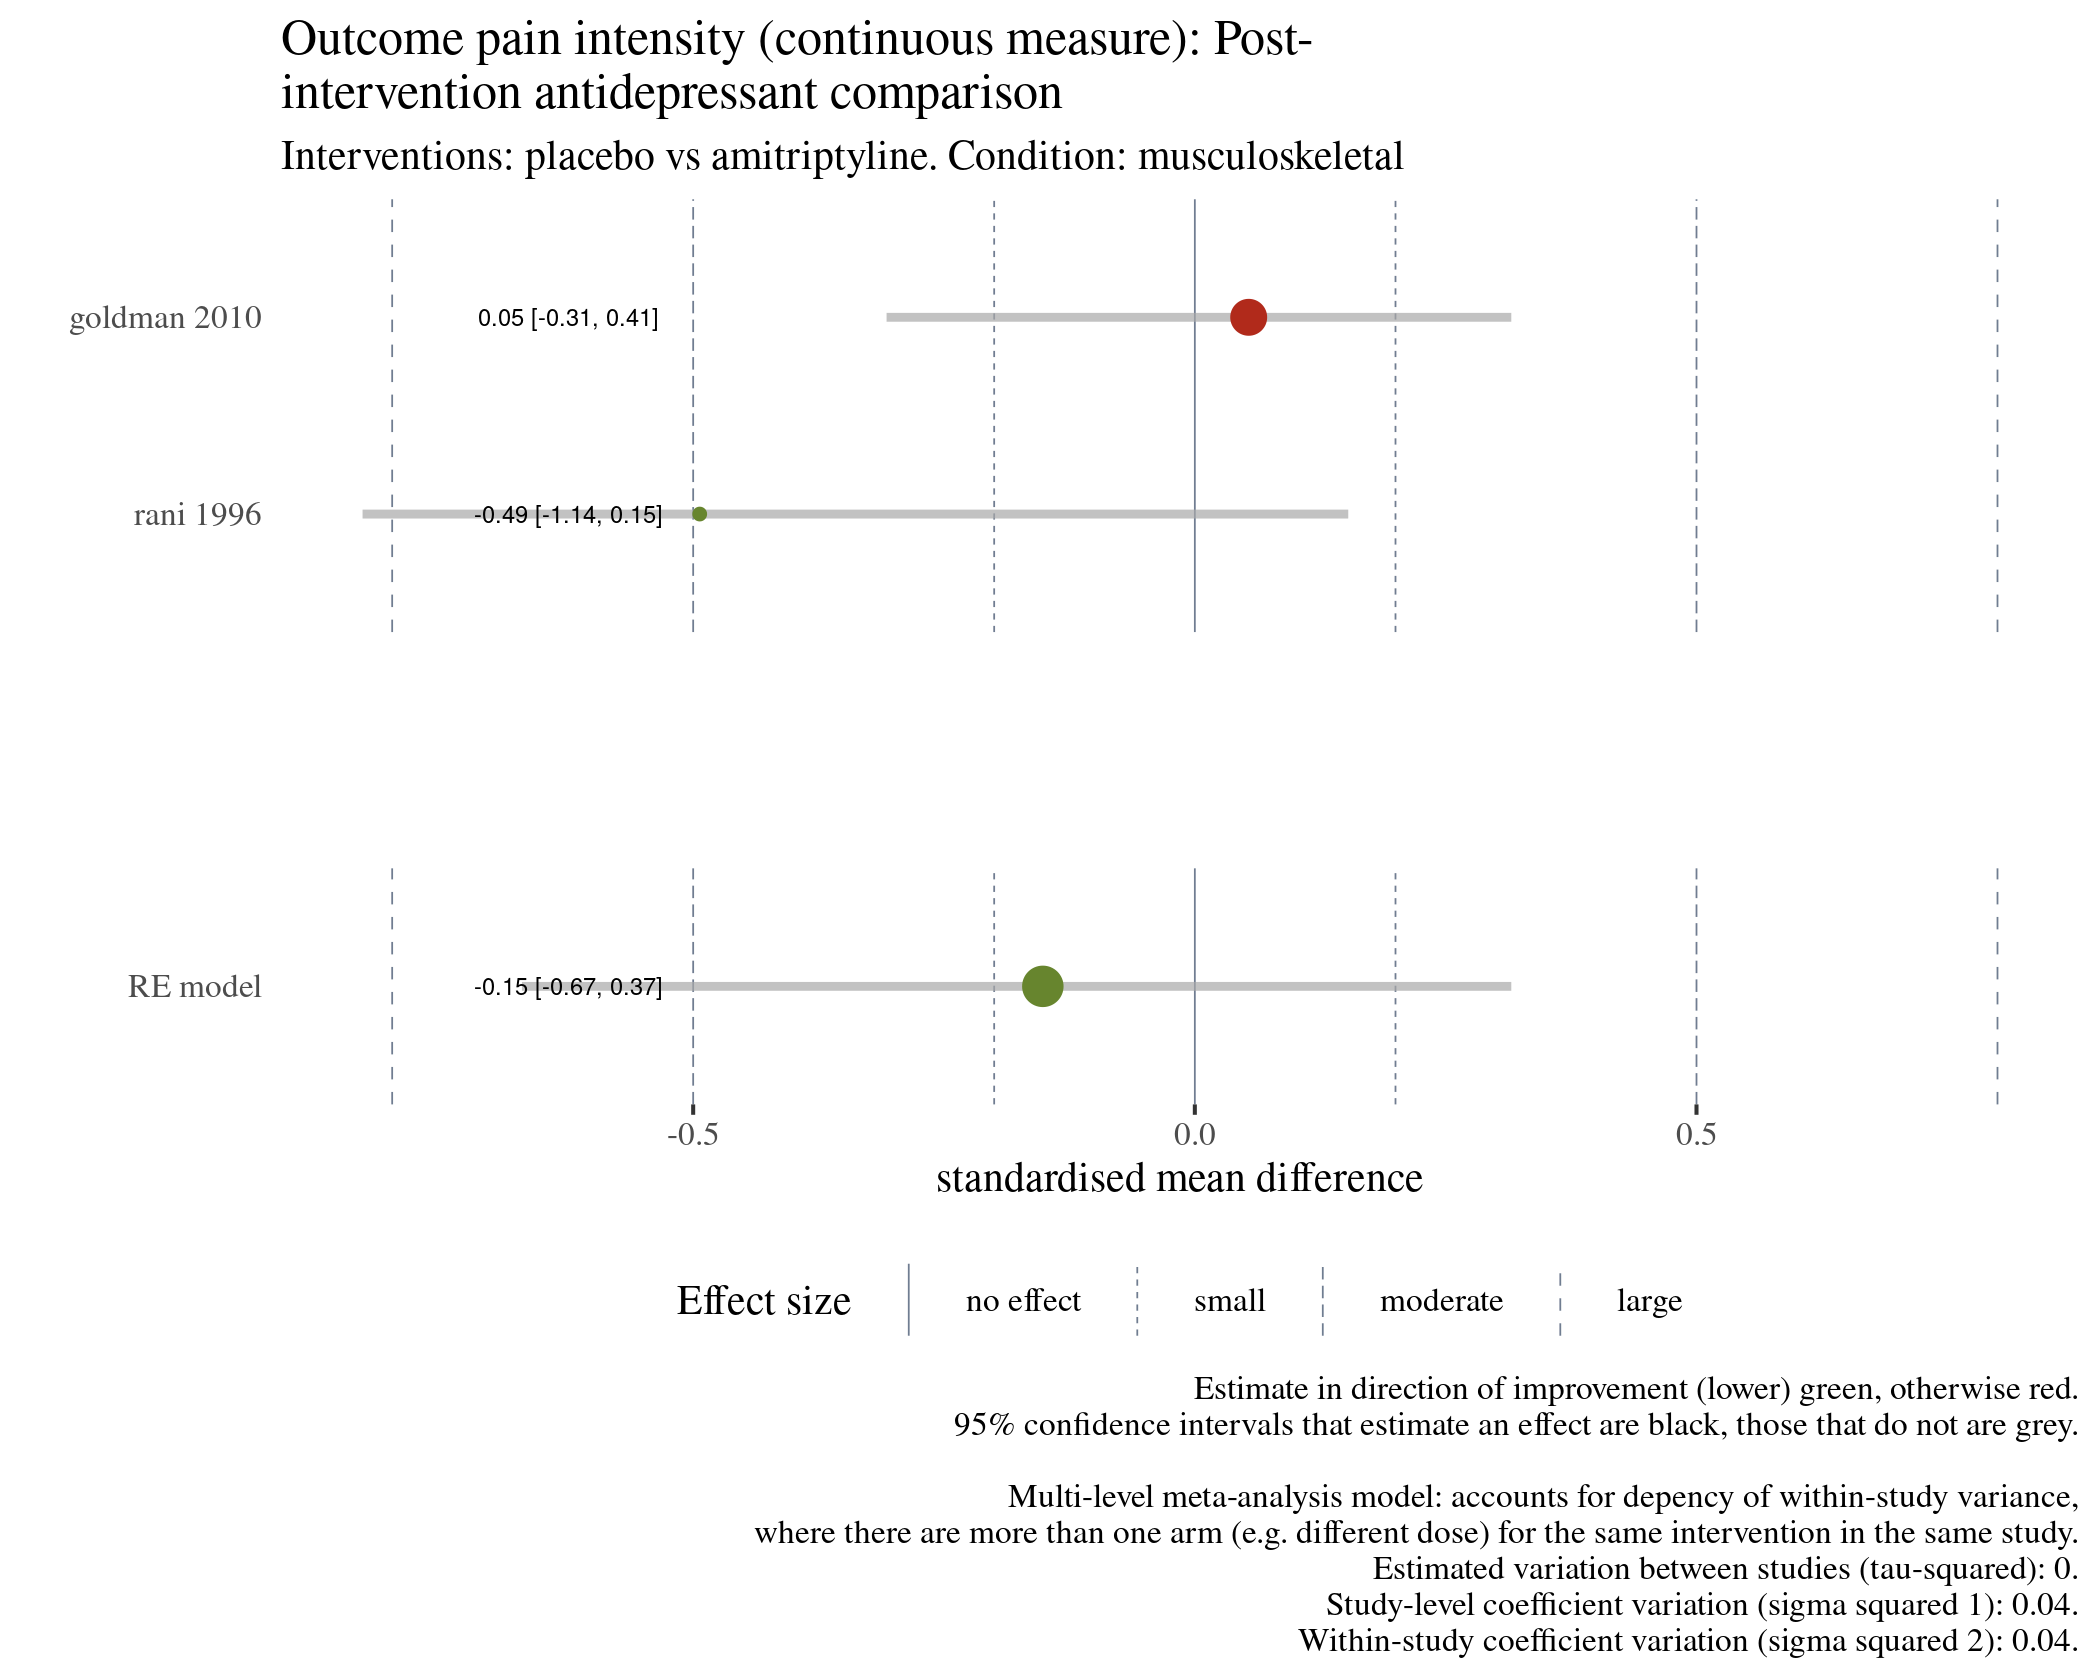 Outcome pain intensity (continuous measure): Post-
intervention antidepressant comparison
Interventions: placebo vs amitriptyline. Condition: musculoskeletal
goldman 2010
0.05 [-0.31, 0.41]
rani 1996
-0.49 [-1.14, 0.15]
RE model
-0.15 [-0.67, 0.37]
-0.5 0.0 0.5
standardised mean difference
Effect size no effect small moderate large
Estimate in direction of improvement (lower) green, otherwise red.
95% confidence intervals that estimate an effect are black, those that do not are grey.
Multi-level meta-analysis model: accounts for depency of within-study variance,
where there are more than one arm (e.g. different dose) for the same intervention in the same study.
Estimated variation between studies (tau-squared): 0.
Study-level coefficient variation (sigma squared 1): 0.04.
Within-study coefficient variation (sigma squared 2): 0.04.